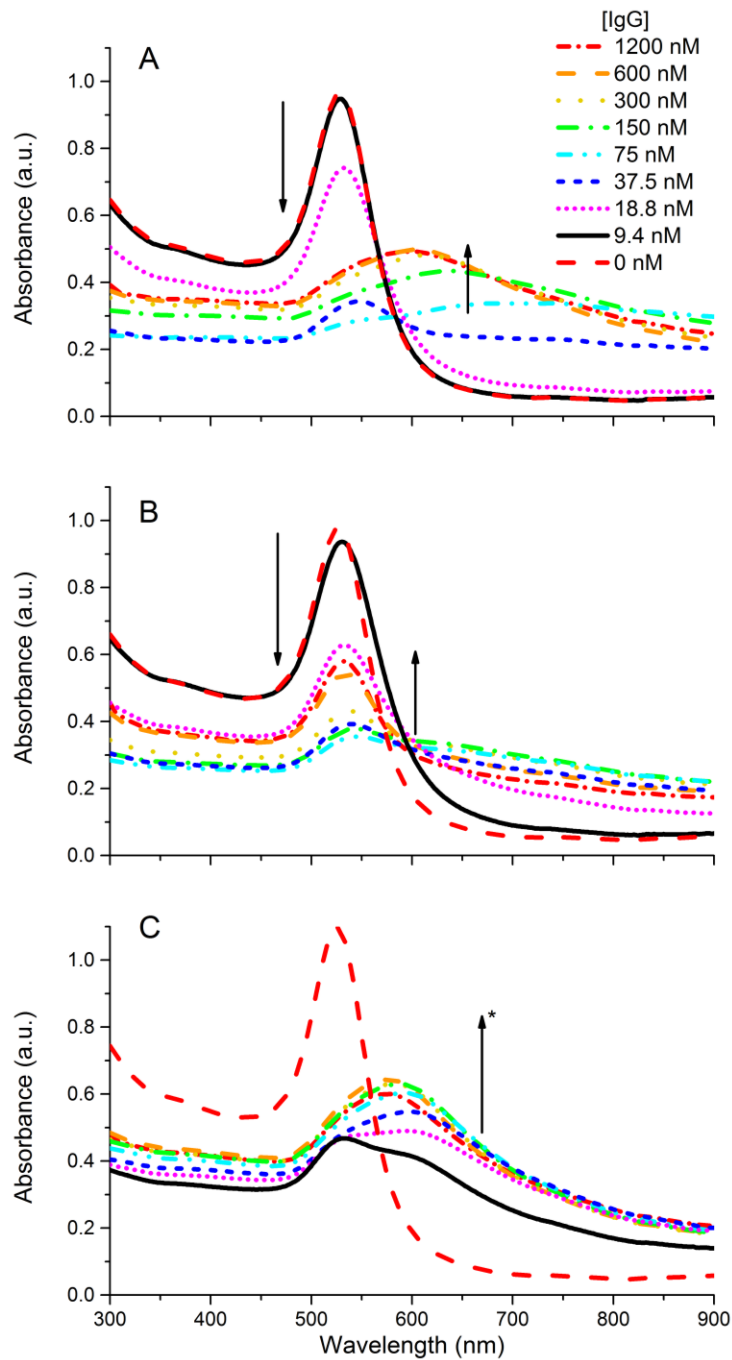 A
[IgG]
1200 nM
600 nM
300 nM
150 nM
75 nM
37.5 nM
18.8 nM
9.4 nM
0 nM
Absorbance (a.u.)
1.0
0.8
0.6
0.4
0.2
0.0
B
Absorbance (a.u.)
1.0
0.8
0.6
0.4
0.2
0.0
C
*
Absorbance (a.u.)
1.0
0.8
0.6
0.4
0.2
0.0
300 400 500 600 700 800 900
Wavelength (nm)